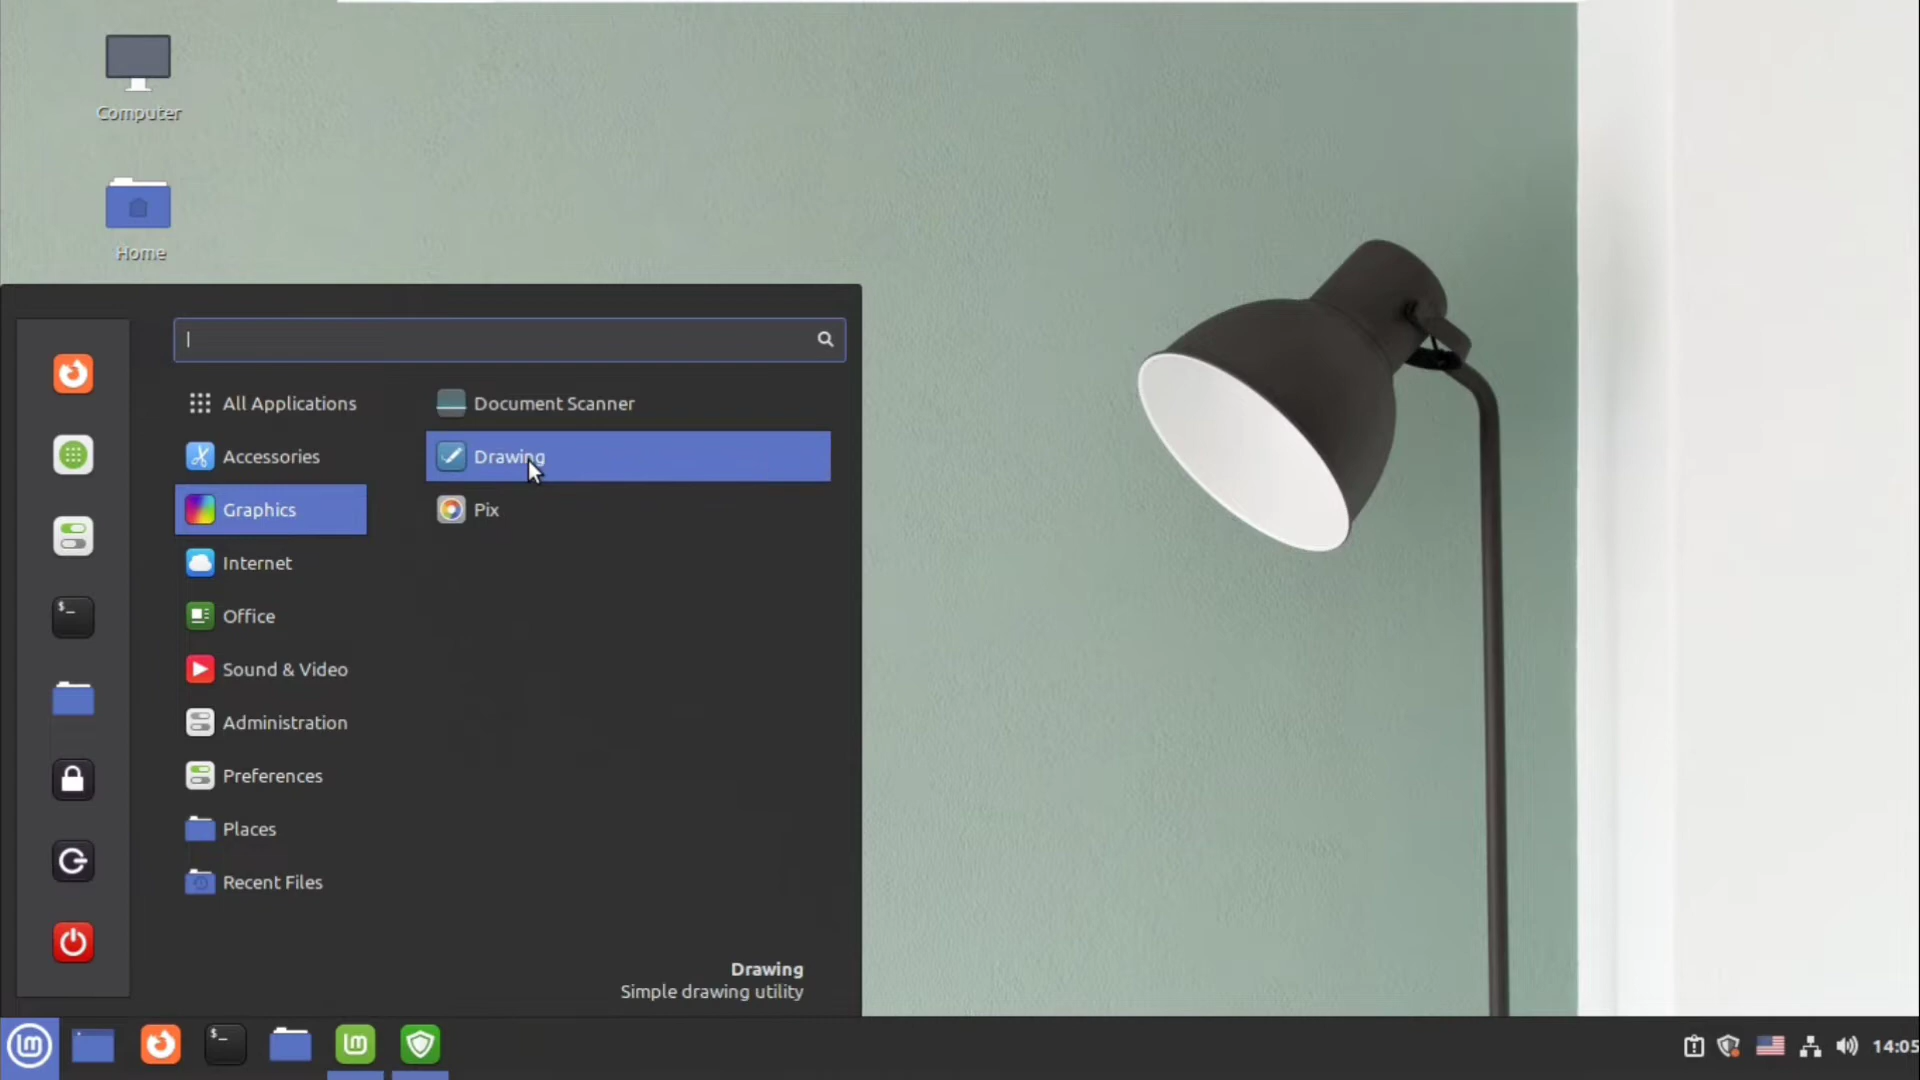 Computer
Home
All Applications
Accessories
Graphics
Internet
Office
Sound & Video
Administration
Preferences
Places
Recent Files
Document Scanner
Drawing
Pix
Drawing
Simple drawing utility
$_
$_
14:05